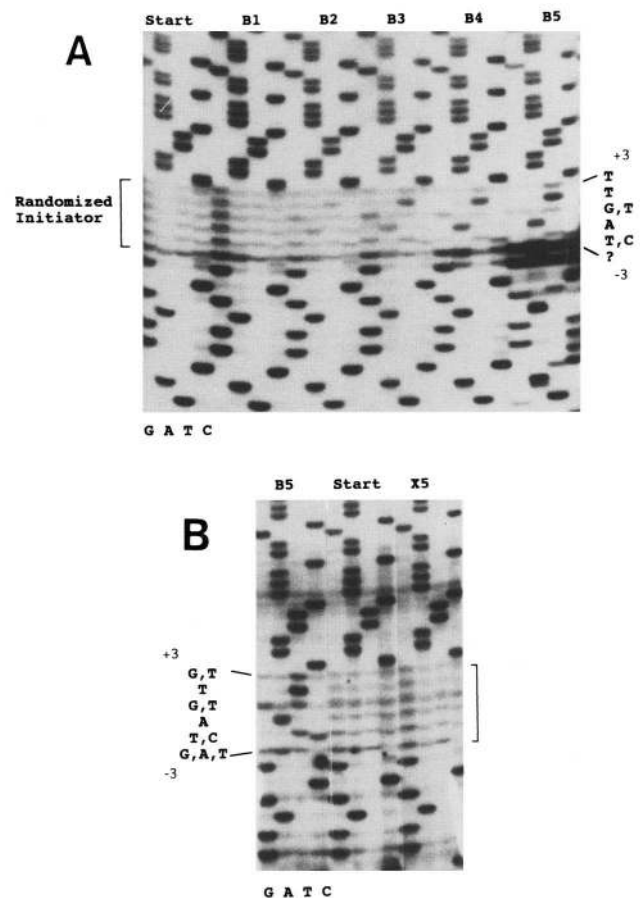 Start B1 B2 B3 B4 B5
A
+3
T
T
G,T
A
T,C
?
-3
Randomized
Initiator
G A T C
B5 Start X5
B
+3
G,T
T
G,T
A
T,C
G,A,T
-3
G A T C